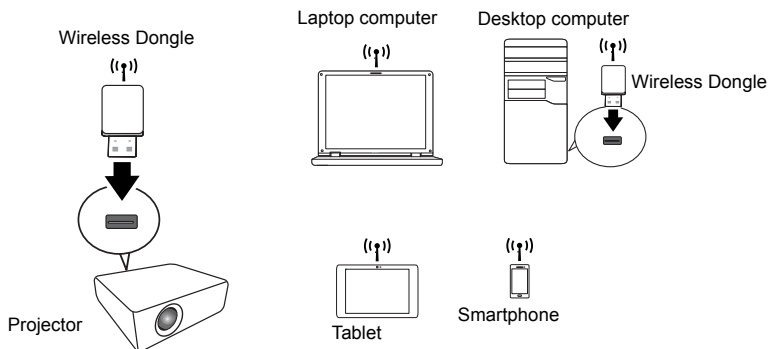 Laptop computer
Desktop computer
Wireless Dongle
Wireless Dongle
Projector
Tablet
Smartphone